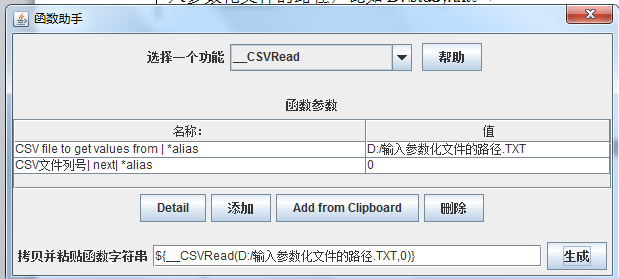 函数助手
选择一个功能 __CSVRead 帮助
函数参数
名称: 值
CSV file to get values from | *alias D:/输入参数化文件的路径.TXT
CSV文件列号| next| *alias 0
Detail 添加 Add from Clipboard 删除
拷贝并粘贴函数字符串 ${__CSVRead(D:/输入参数化文件的路径.TXT,0)} 生成